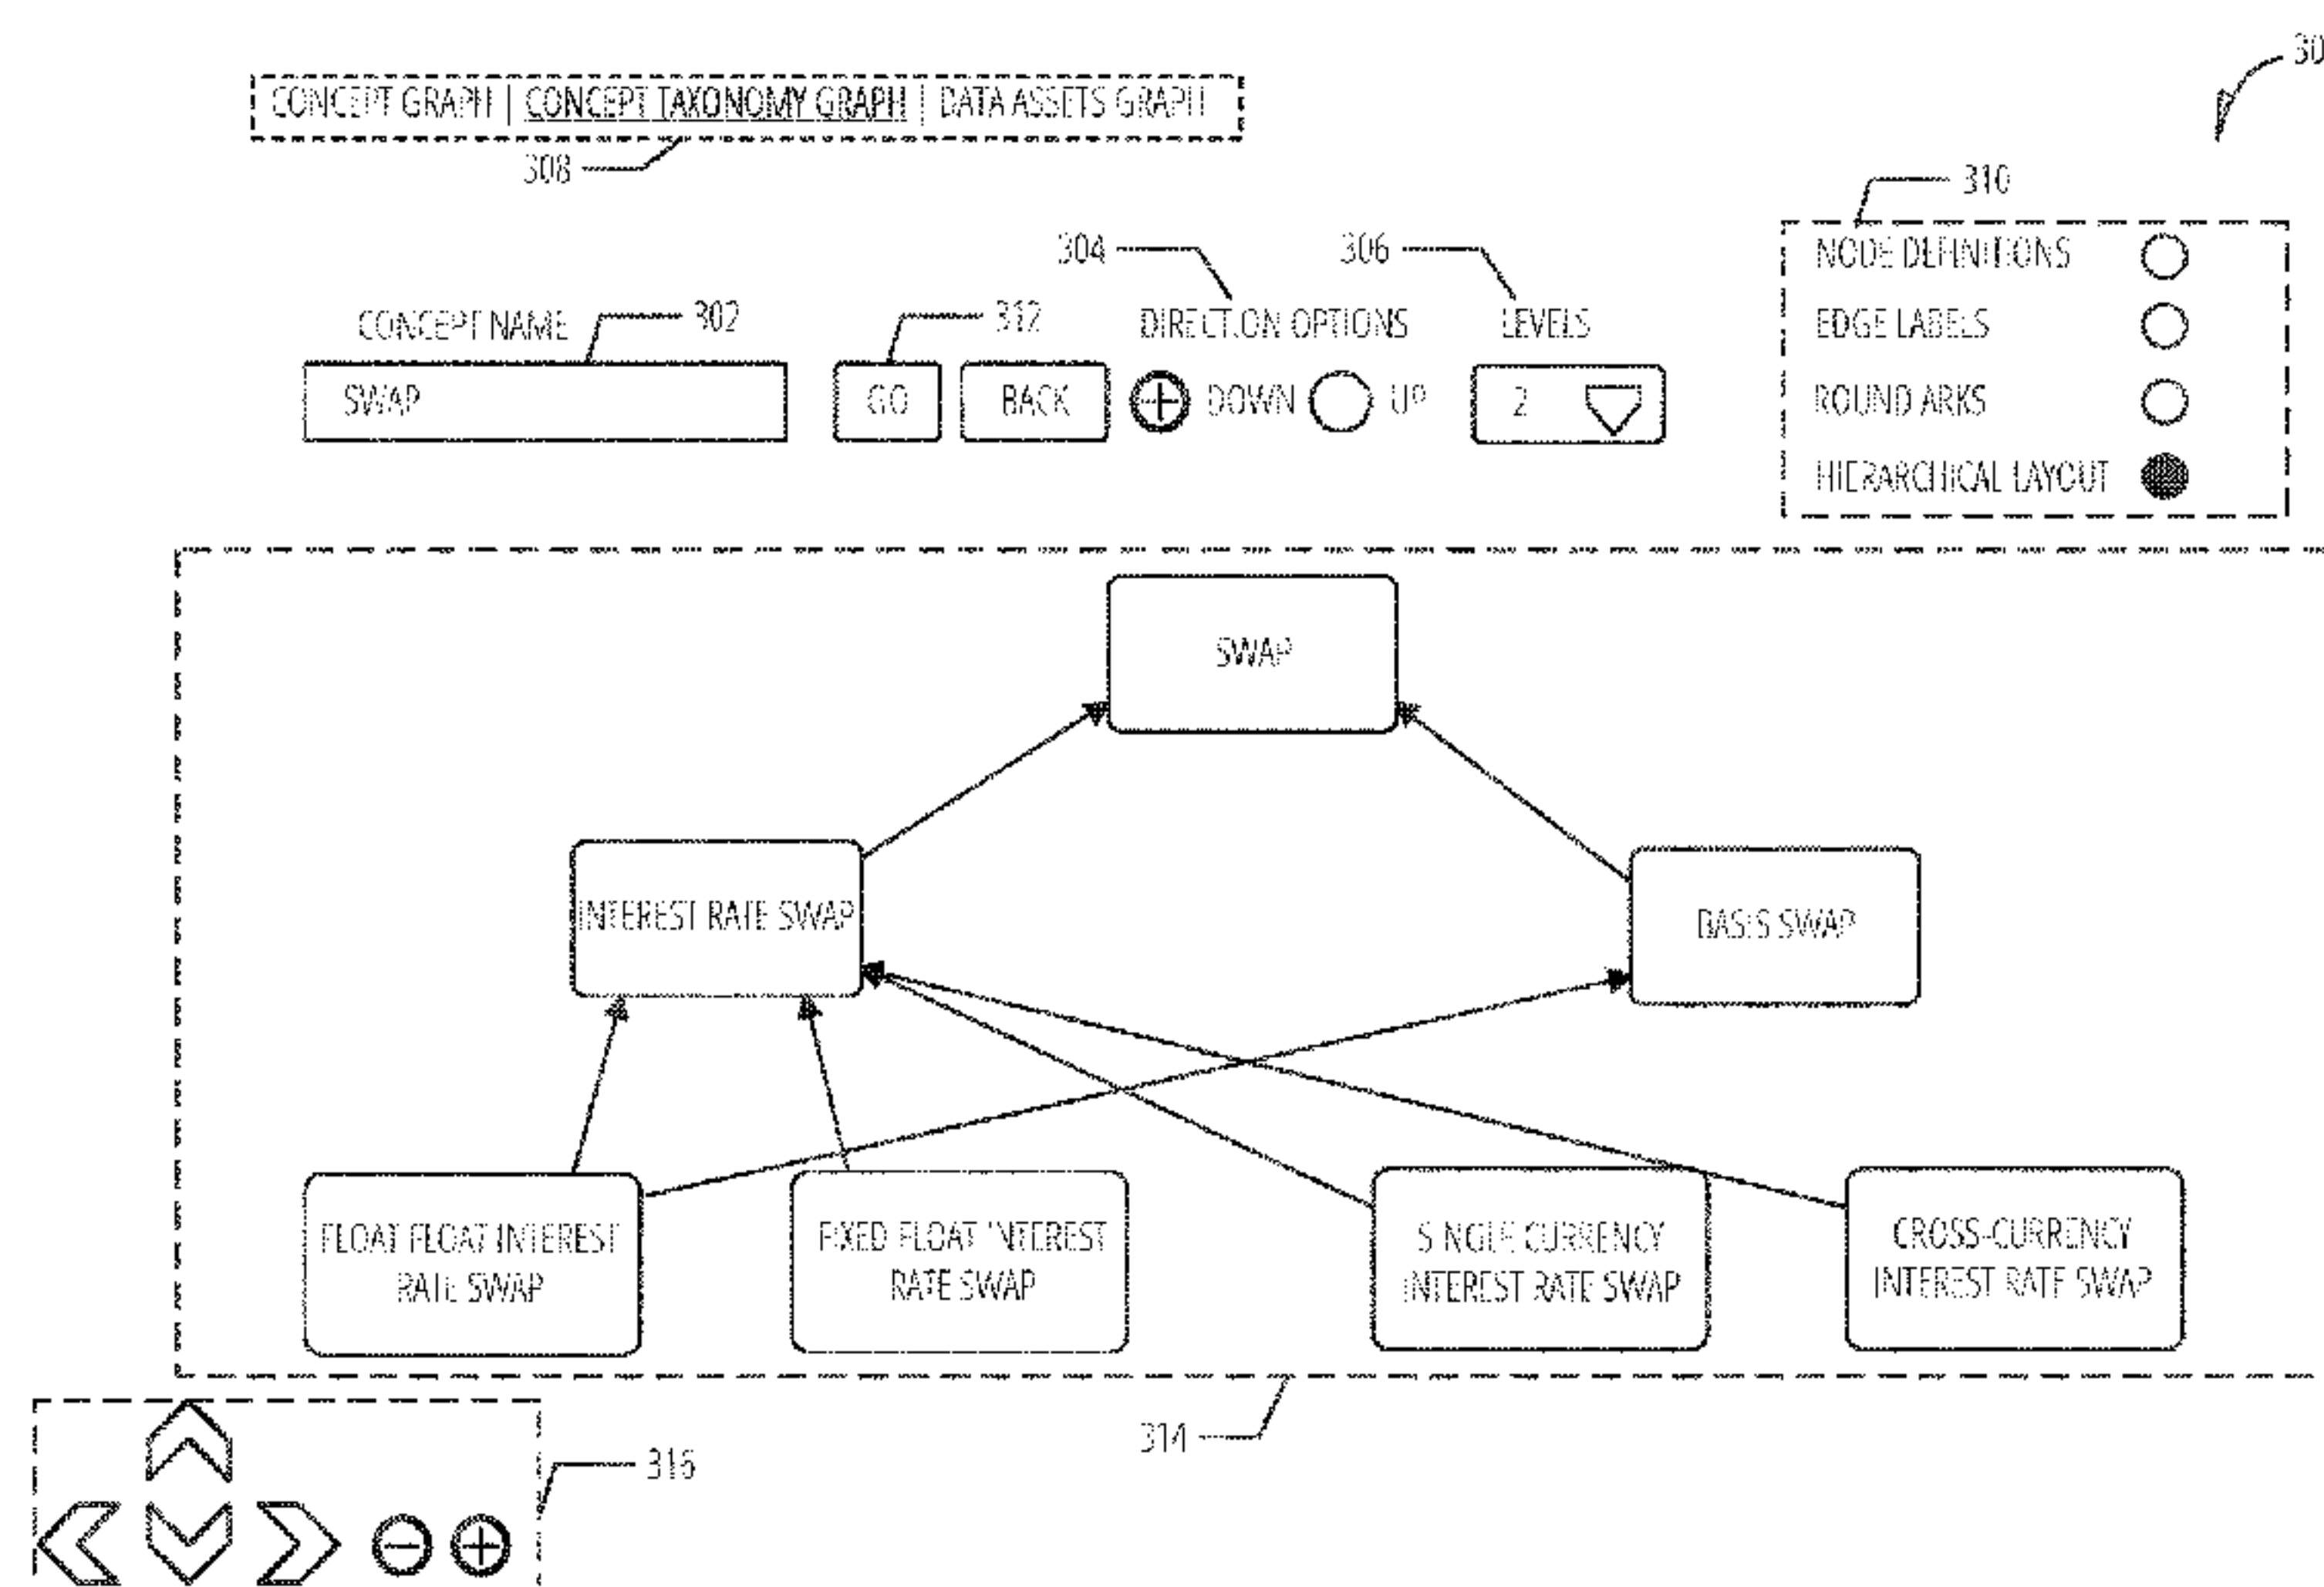 30
CONCEPT GRAPH | CONCEPT TAXONOMY GRAPH | DATA ASSETS GRAPH
308
310
304
306
NODE DEFINITIONS
302
312
CONCEPT NAME
DIRECTION OPTIONS
LEVELS
EDGE LABELS
SWAP
GO
BACK
DOWN
UP
2
ROUND ARKS
HIERARCHICAL LAYOUT
SWAP
INTEREST RATE SWAP
BASIS SWAP
FLOAT FLOAT INTEREST
RATE SWAP
FIXED FLOAT INTEREST
RATE SWAP
SINGLE CURRENCY
INTEREST RATE SWAP
CROSS-CURRENCY
INTEREST RATE SWAP
314
316